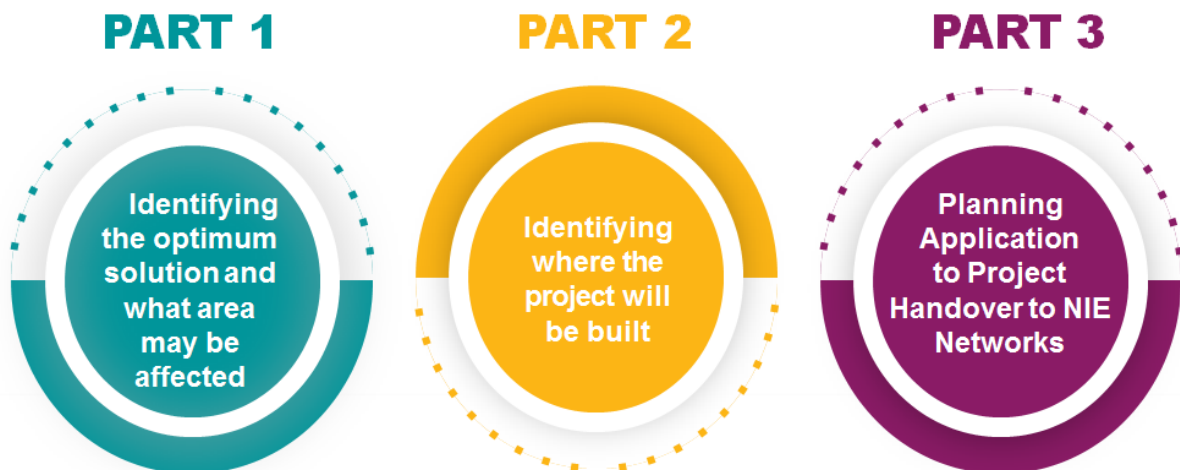 PART 1
Identifying
the optimum
solution and
what area
may be
affected
PART 2
Identifying
where the
project will
be built
PART 3
Planning
Application
to Project
Handover to NIE
Networks